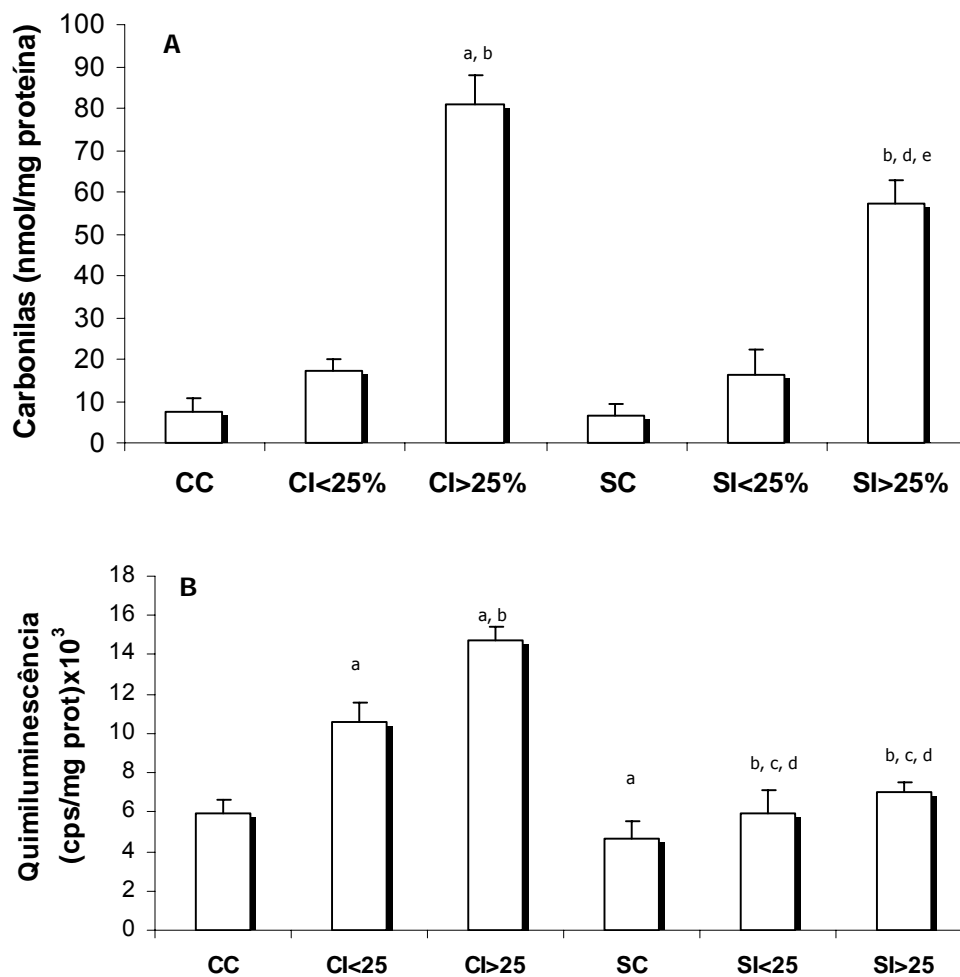 A
Carbonilas (nmol/mg proteína)
100
90
80
70
60
50
40
30
20
10
0
a, b
b, d, e
CC CI<25% CI>25% SC SI<25% SI>25%
B
Quimiluminescência
(cps/mg prot)x10³
18
16
14
12
10
8
6
4
2
0
a
a, b
a
b, c, d
b, c, d
CC CI<25 CI>25 SC SI<25 SI>25